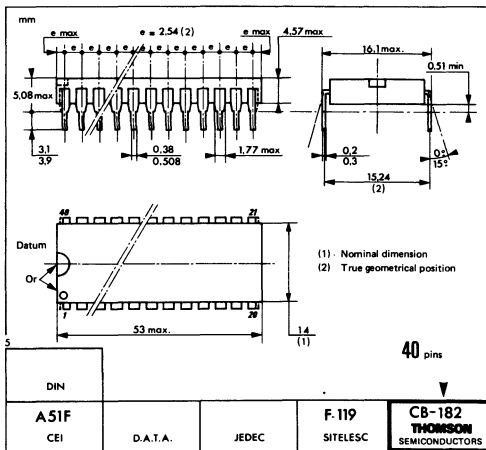 mm
e max
e
e
e
e
e = 2,54 (2)
e
e
e
e
e max
4,57 max
16,1 max.
0,51 min
5,08 max
3,1
3,9
0,38
0,508
1,77 max
0,2
0,3
0°
15°
15,24
(2)
40
21
Datum
Or
1
20
53 max.
14
(1)
(1) · Nominal dimension
(2) True geometrical position
5
40 pins
DIN
A51F
CEI
D.A.T.A.
JEDEC
F-119
SITELESC
CB-182
THOMSON
SEMICONDUCTORS